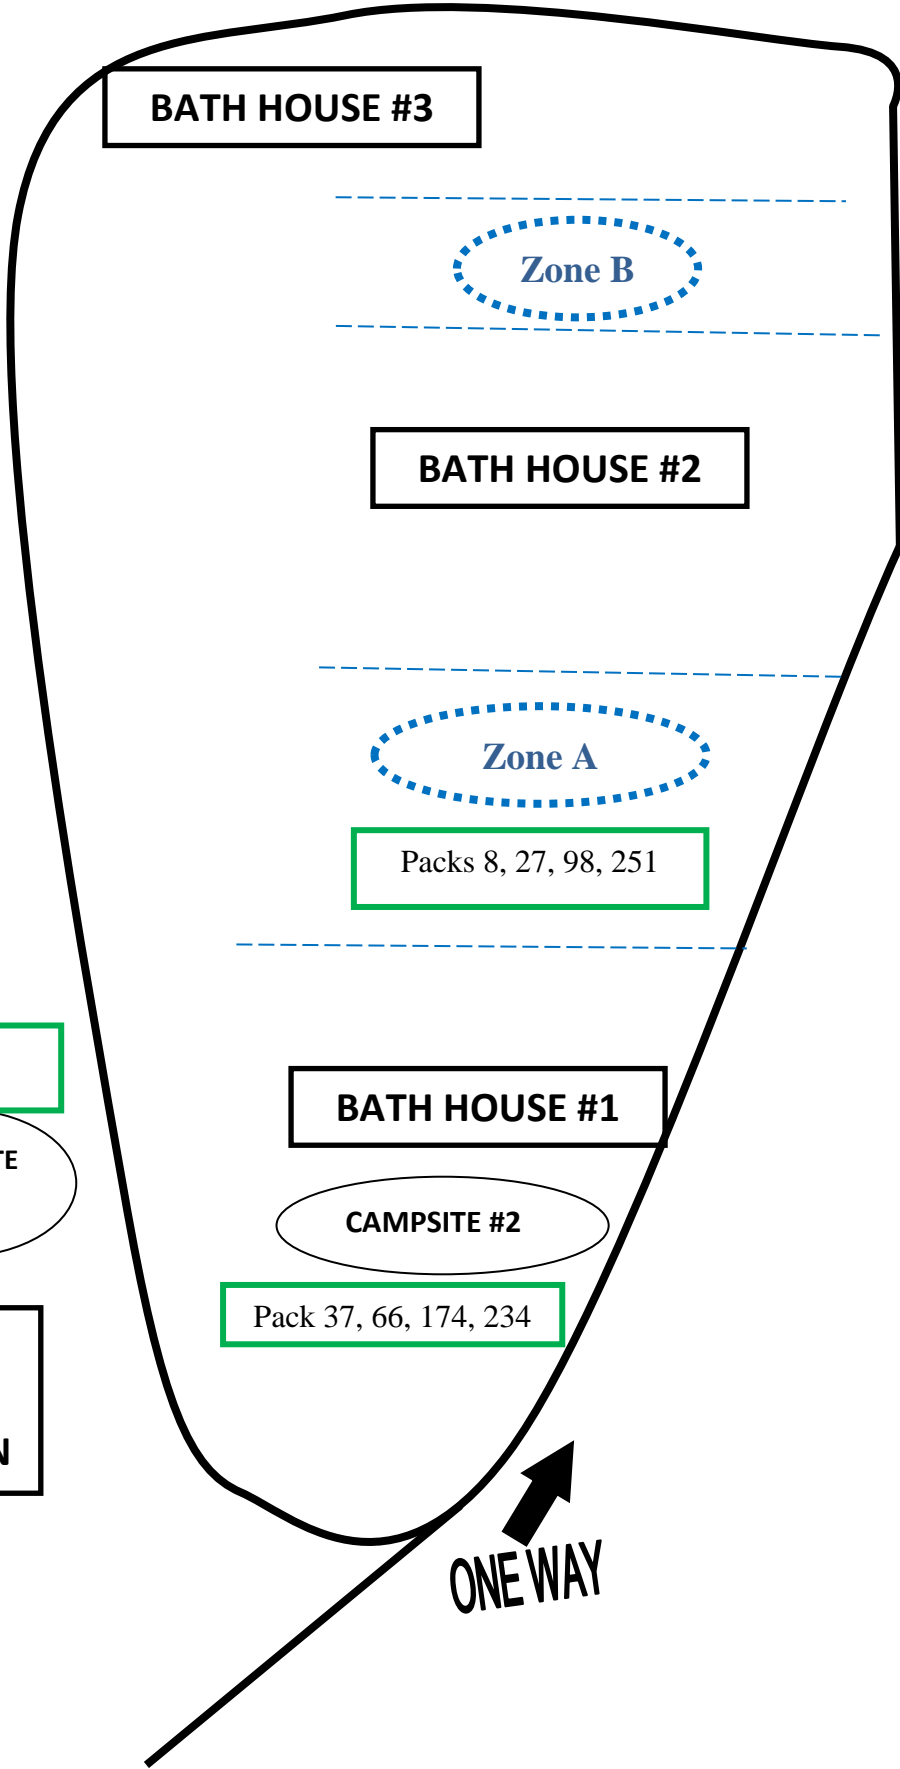 BATH HOUSE #3
Zone B
BATH HOUSE #2
Zone A
Packs 8, 27, 98, 251
BATH HOUSE #1
CAMPSITE #2
Pack 37, 66, 174, 234
ONE WAY